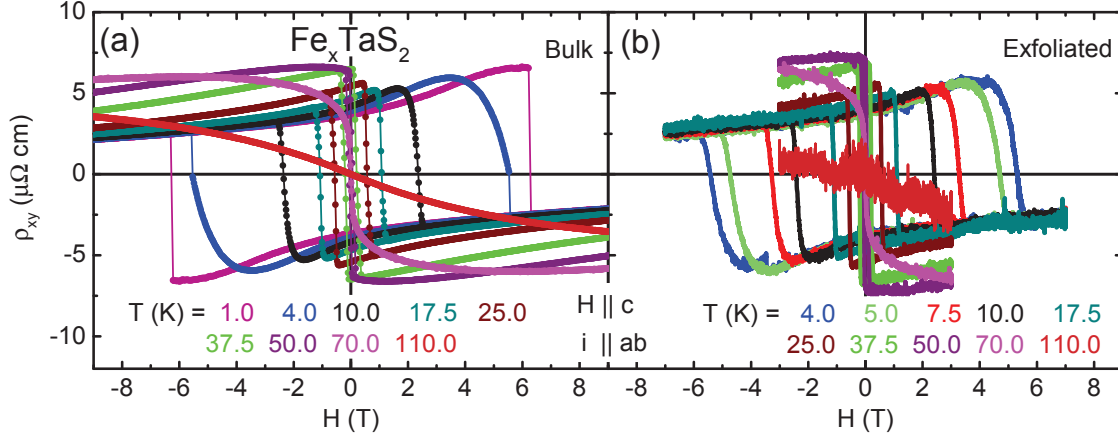 (a) FeₓTaS₂ Bulk
(b) Exfoliated
10
5
0
-5
-10
ρxy (μΩ cm)
T (K) = 1.0 4.0 10.0 17.5 25.0
37.5 50.0 70.0 110.0
H || c
i || ab
T (K) = 4.0 5.0 7.5 10.0 17.5
25.0 37.5 50.0 70.0 110.0
-8 -6 -4 -2 0 2 4 6 8
H (T)
-8 -6 -4 -2 0 2 4 6 8
H (T)